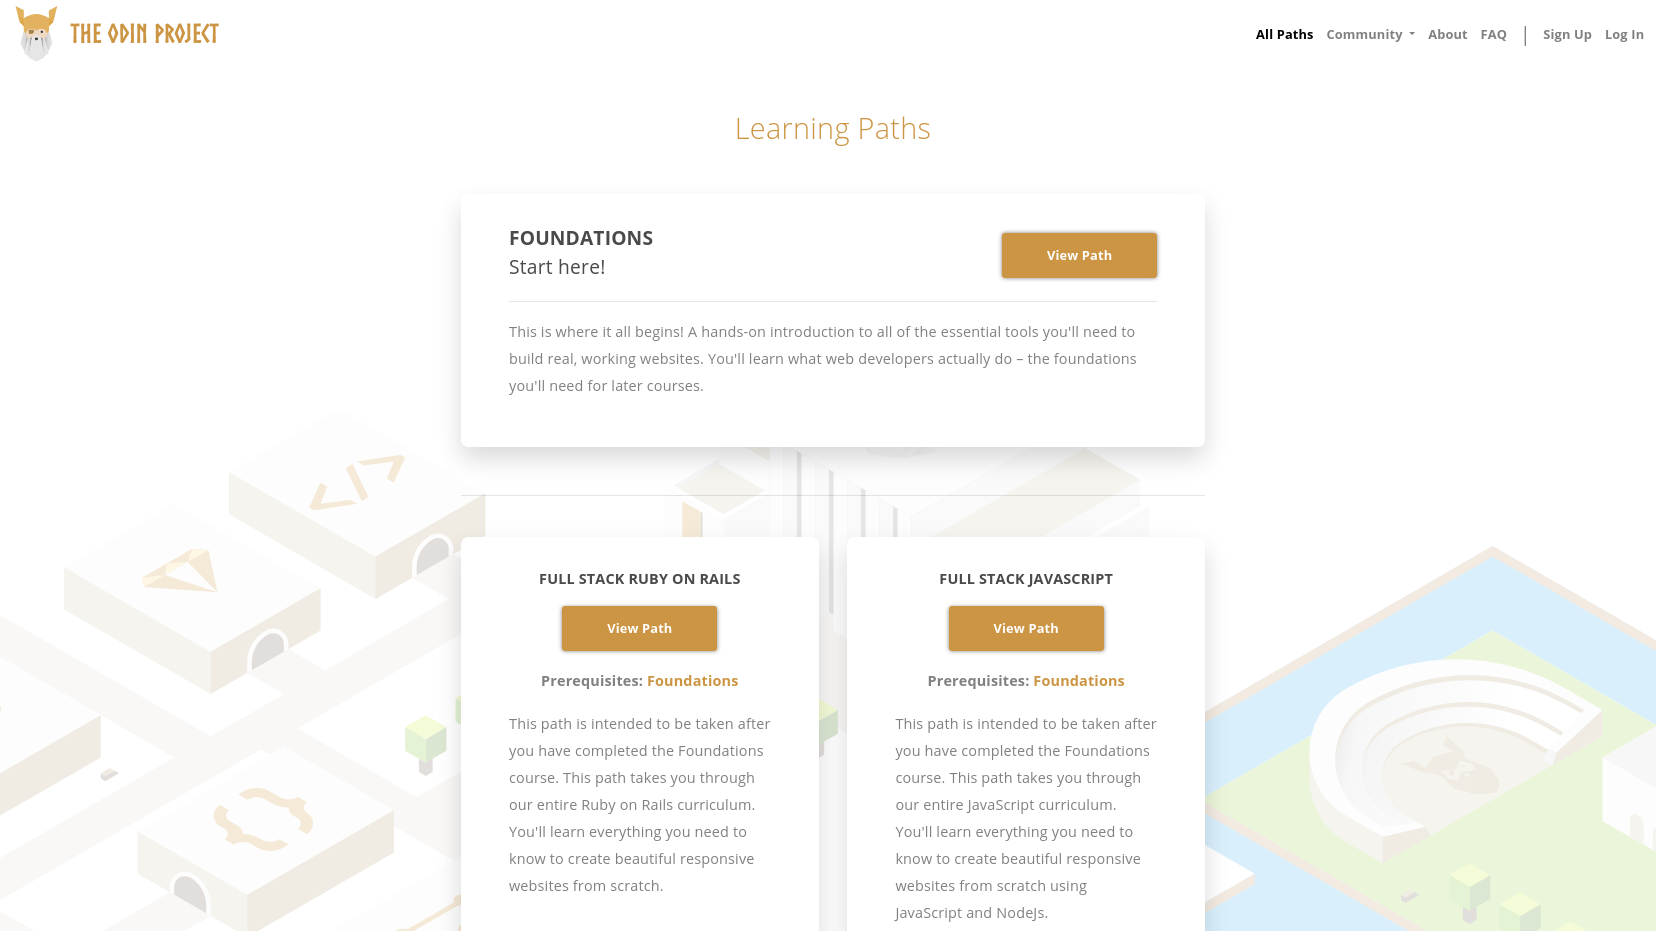 THE ODIN PROJECT
All Paths
Community
About
FAQ
Sign Up
Log In
Learning Paths
FOUNDATIONS
Start here!
View Path
This is where it all begins! A hands-on introduction to all of the essential tools you'll need to
build real, working websites. You'll learn what web developers actually do – the foundations
you'll need for later courses.
FULL STACK RUBY ON RAILS
View Path
Prerequisites: Foundations
This path is intended to be taken after
you have completed the Foundations
course. This path takes you through
our entire Ruby on Rails curriculum.
You'll learn everything you need to
know to create beautiful responsive
websites from scratch.
FULL STACK JAVASCRIPT
View Path
Prerequisites: Foundations
This path is intended to be taken after
you have completed the Foundations
course. This path takes you through
our entire JavaScript curriculum.
You'll learn everything you need to
know to create beautiful responsive
websites from scratch using
JavaScript and NodeJs.